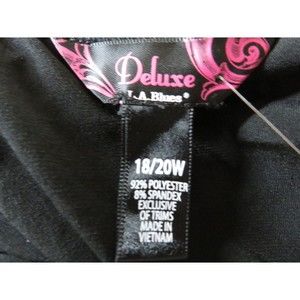 Deluxe
L.A. Blues
18/20W
92% POLYESTER
8% SPANDEX
EXCLUSIVE
OF TRIMS
MADE IN
VIETNAM